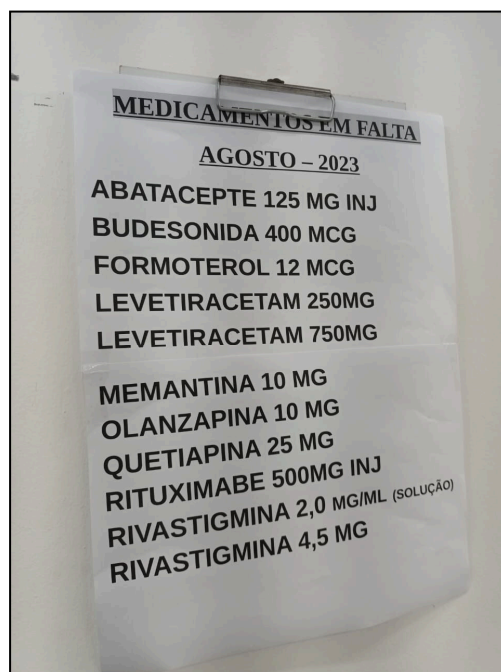 MEDICAMENTOS EM FALTA
AGOSTO – 2023
ABATACEPTE 125 MG INJ
BUDESONIDA 400 MCG
FORMOTEROL 12 MCG
LEVETIRACETAM 250MG
LEVETIRACETAM 750MG
MEMANTINA 10 MG
OLANZAPINA 10 MG
QUETIAPINA 25 MG
RITUXIMABE 500MG INJ
RIVASTIGMINA 2,0 MG/ML (SOLUÇÃO)
RIVASTIGMINA 4,5 MG